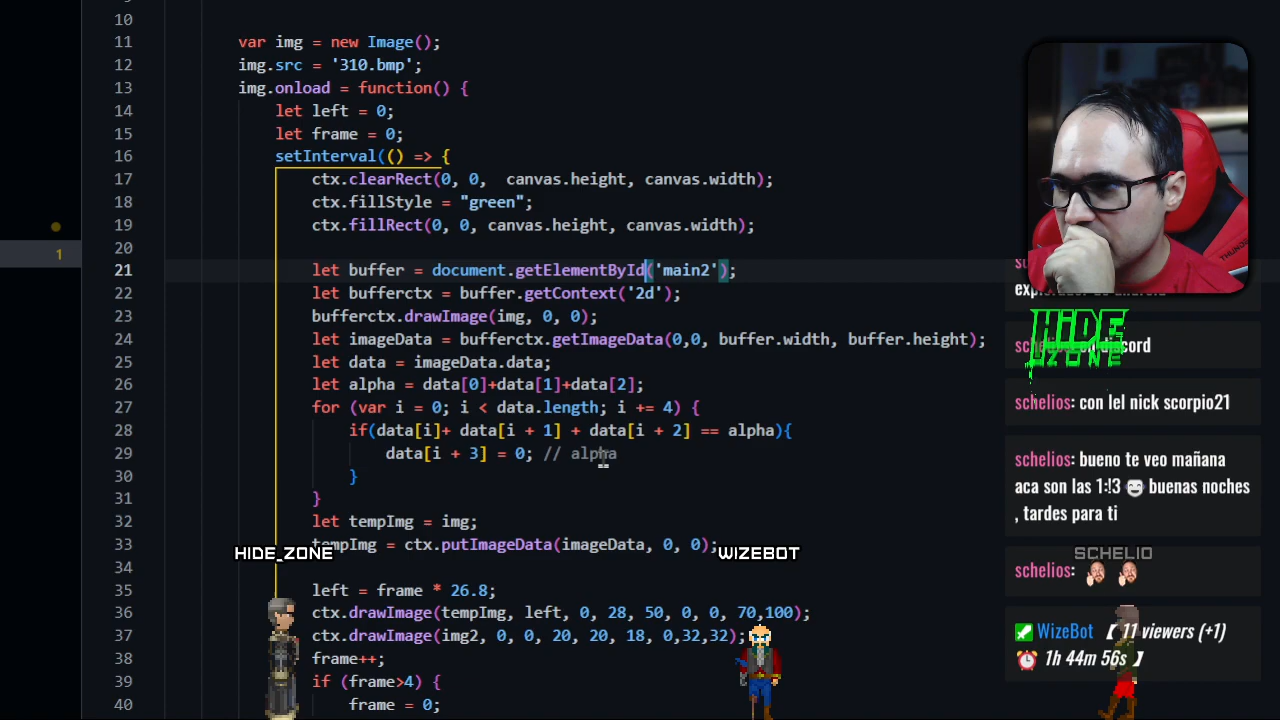 10
11 var img = new Image();
12 img.src = '310.bmp';
13 img.onload = function() {
14 let left = 0;
15 let frame = 0;
16 setInterval(() => {
17 ctx.clearRect(0, 0,  canvas.height, canvas.width);
18 ctx.fillStyle = "green";
19 ctx.fillRect(0, 0, canvas.height, canvas.width);
20
21 let buffer = document.getElementById('main2');
22 let bufferctx = buffer.getContext('2d');
23 bufferctx.drawImage(img, 0, 0);
24 let imageData = bufferctx.getImageData(0,0, buffer.width, buffer.height);
25 let data = imageData.data;
26 let alpha = data[0]+data[1]+data[2];
27 for (var i = 0; i < data.length; i += 4) {
28 if(data[i]+ data[i + 1] + data[i + 2] == alpha){
29 data[i + 3] = 0; // alpha
30 }
31 }
32 let tempImg = img;
33 tempImg = ctx.putImageData(imageData, 0, 0);
34
35 left = frame * 26.8;
36 ctx.drawImage(tempImg, left, 0, 28, 50, 0, 0, 70,100);
37 ctx.drawImage(img2, 0, 0, 20, 20, 18, 0,32,32);
38 frame++;
39 if (frame>4) {
40 frame = 0;
1
HIDE_ZONE
WIZEBOT
SCHELIO
HIDE
ZONE
schelios: con lel nick scorpio21
schelios: bueno te veo mañana
aca son las 1:!3 buenas noches
, tardes para ti
schelios:
WizeBot 【 11 viewers (+1)
1h 44m 56s 】